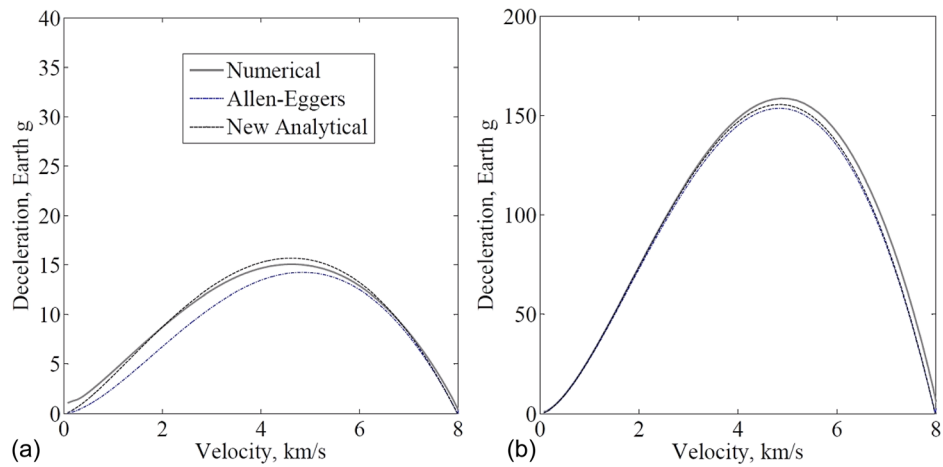 40
35
30
25
20
15
10
5
0
Deceleration, Earth g
Numerical
Allen-Eggers
New Analytical
0 2 4 6 8
Velocity, km/s
(a)
200
150
100
50
0
Deceleration, Earth g
0 2 4 6 8
Velocity, km/s
(b)